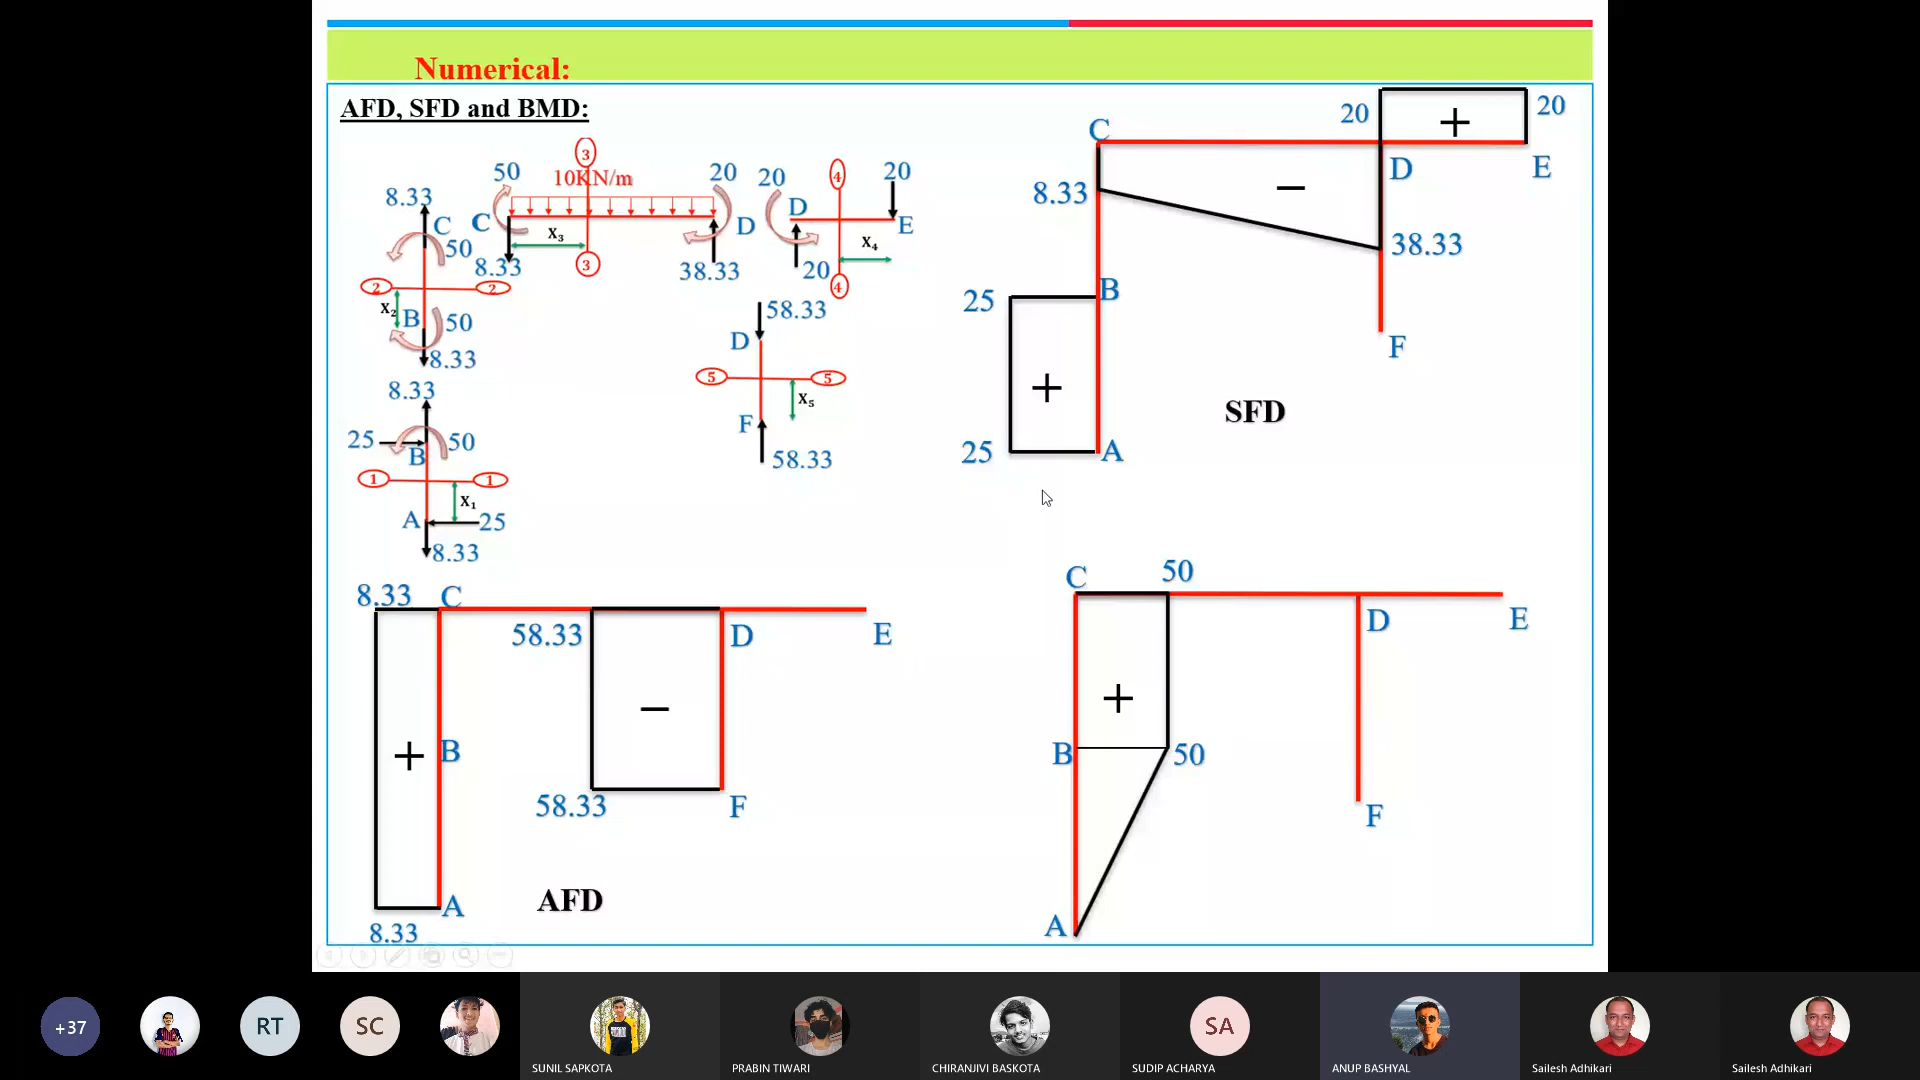 Numerical:
AFD, SFD and BMD:
8.33
C
50
2
2
X₂
B
50
8.33
50
3
10KN/m
20
C
X₃
D
8.33
3
38.33
20
4
20
D
E
X₄
20
4
58.33
D
5
5
X₅
F
58.33
8.33
25
50
B
1
1
X₁
A
25
8.33
20
+
20
C
D
E
8.33
−
38.33
25
B
F
+
SFD
25
A
8.33
C
58.33
D
E
−
+
B
58.33
F
A
AFD
8.33
C
50
D
E
+
B
50
F
A
+37
RT
SC
SA
SUNIL SAPKOTA
PRABIN TIWARI
CHIRANJIVI BASKOTA
SUDIP ACHARYA
ANUP BASHYAL
Sailesh Adhikari
Sailesh Adhikari